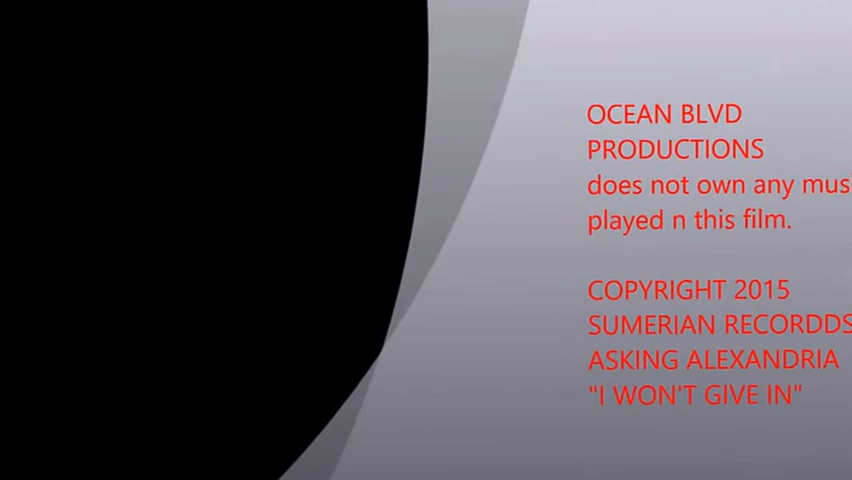 OCEAN BLVD
PRODUCTIONS
does not own any mus
played n this film.
COPYRIGHT 2015
SUMERIAN RECORDDS
ASKING ALEXANDRIA
"I WON'T GIVE IN"